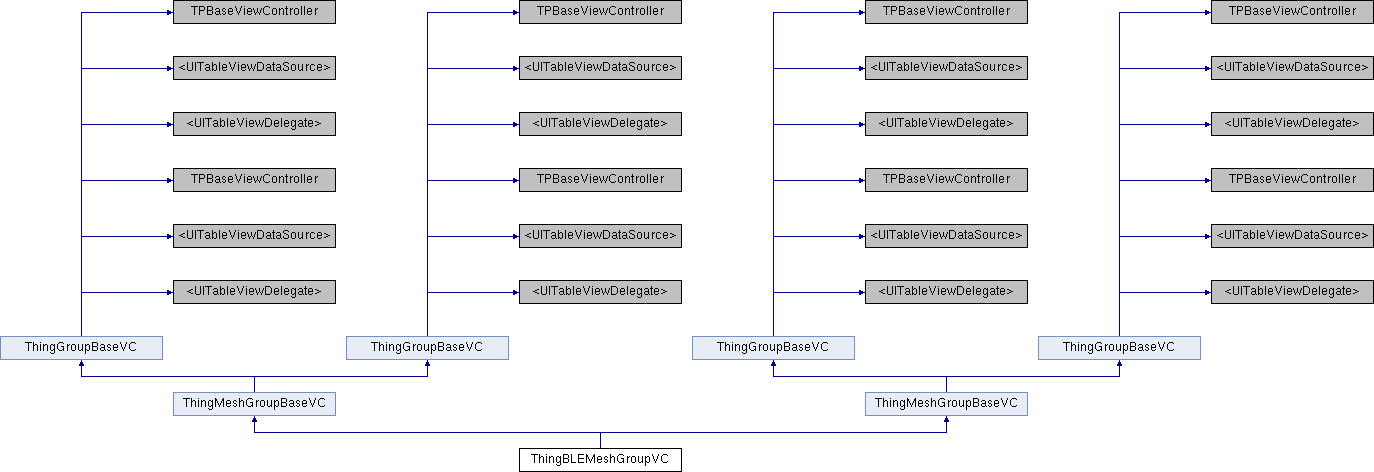 TPBaseViewController TPBaseViewController TPBaseViewController TPBaseViewController
<UITableViewDataSource> <UITableViewDataSource> <UITableViewDataSource> <UITableViewDataSource>
<UITableViewDelegate> <UITableViewDelegate> <UITableViewDelegate> <UITableViewDelegate>
TPBaseViewController TPBaseViewController TPBaseViewController TPBaseViewController
<UITableViewDataSource> <UITableViewDataSource> <UITableViewDataSource> <UITableViewDataSource>
<UITableViewDelegate> <UITableViewDelegate> <UITableViewDelegate> <UITableViewDelegate>
ThingGroupBaseVC ThingGroupBaseVC ThingGroupBaseVC ThingGroupBaseVC
ThingMeshGroupBaseVC ThingMeshGroupBaseVC
ThingBLEMeshGroupVC